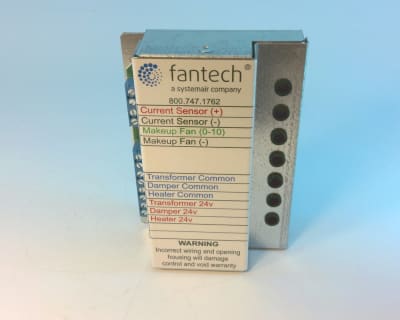 fantech®
a systemair company
800.747.1762
Current Sensor (+)
Current Sensor (-)
Makeup Fan (0-10)
Makeup Fan (-)
Transformer Common
Damper Common
Heater Common
Transformer 24v
Damper 24v
Heater 24v
WARNING
Incorrect wiring and opening
housing will damage
control and void warranty